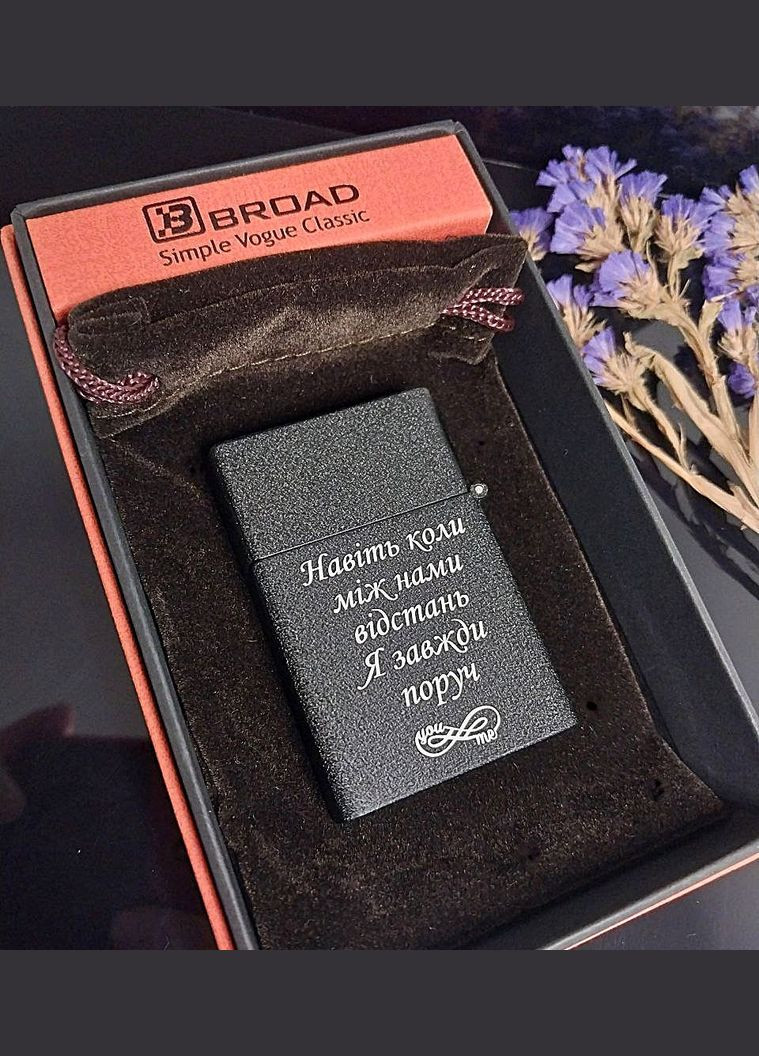 BROAD
Simple Vogue Classic
Навіть коли
між нами
відстань
Я завжди
поруч
you
me